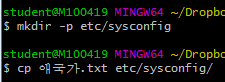 student@M100419 MINGW64 ~/Dropbo
$ mkdir -p etc/sysconfig
student@M100419 MINGW64 ~/Dropbo
$ cp 애국가.txt etc/sysconfig/